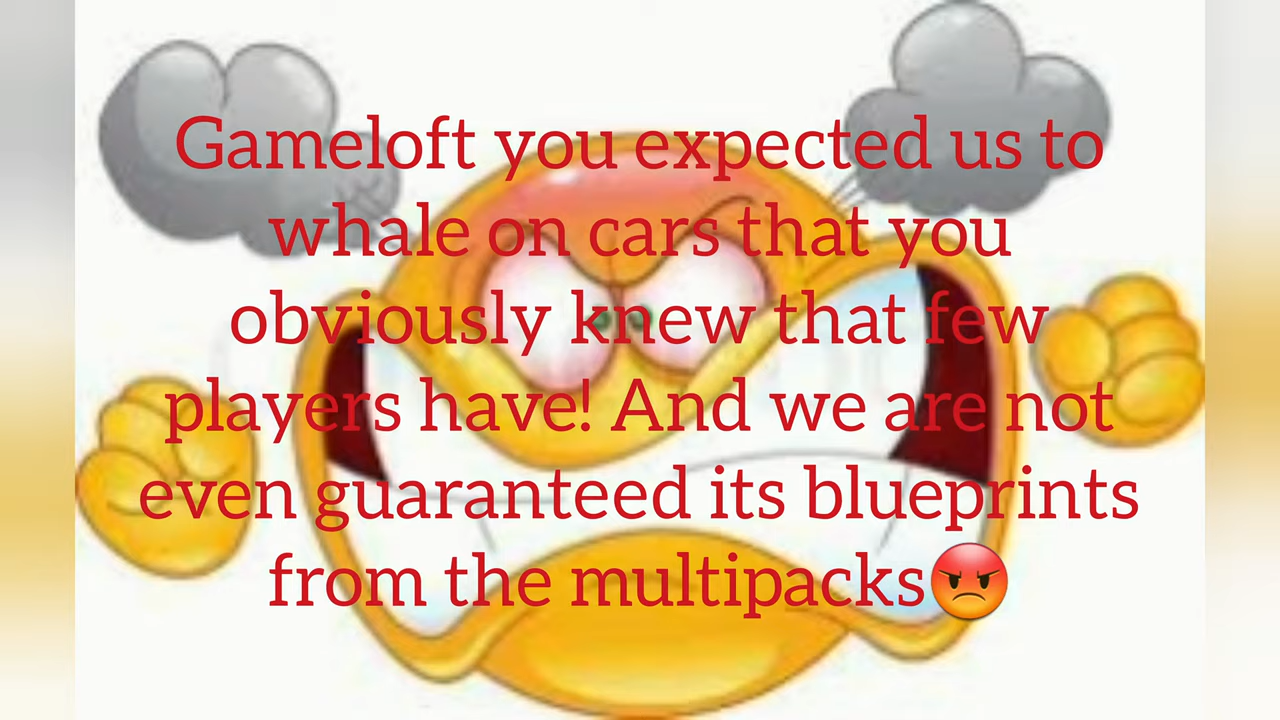 Gameloft you expected us to
whale on cars that you
obviously knew that few
players have! And we are not
even guaranteed its blueprints
from the multipacks😡